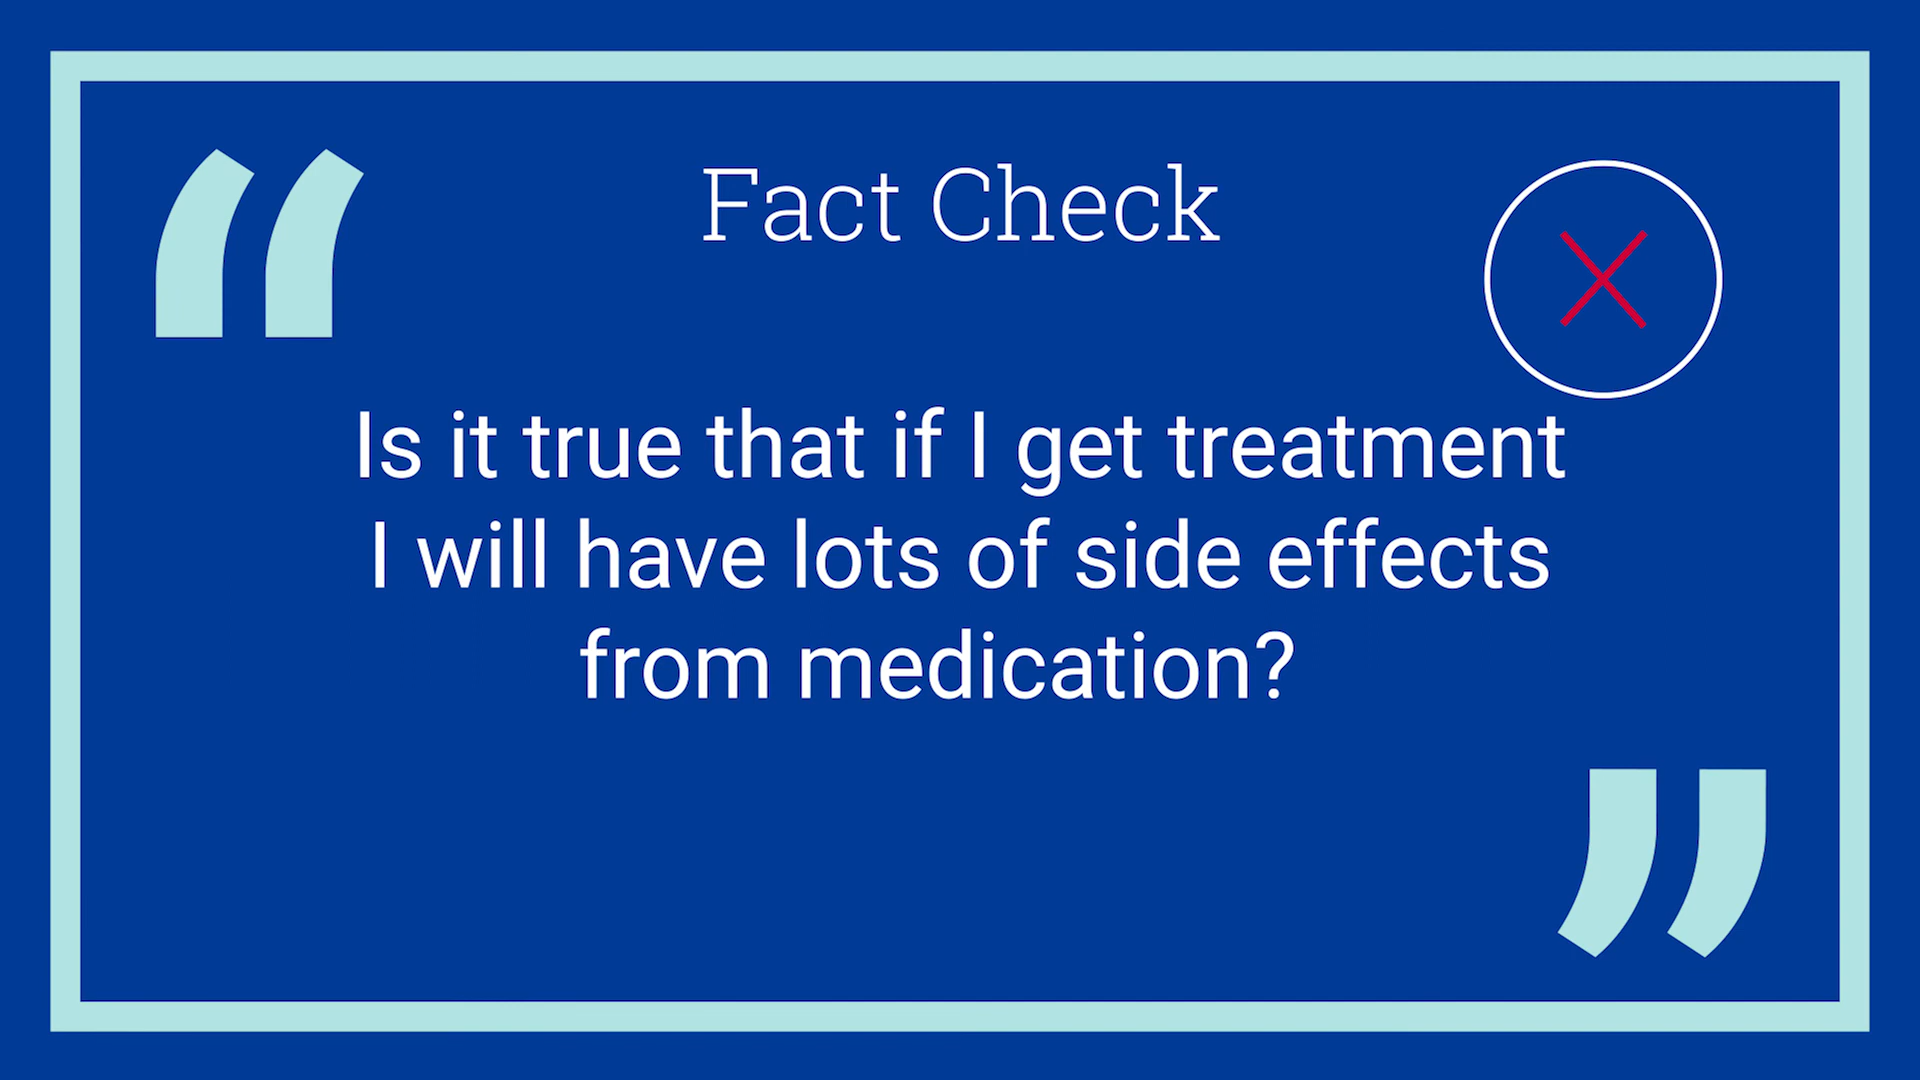 Fact Check
Is it true that if I get treatment
I will have lots of side effects
from medication?